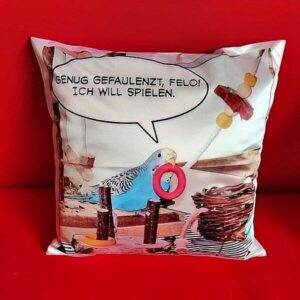 GENUG GEFAULENZT, FELO!
ICH WILL SPIELEN.